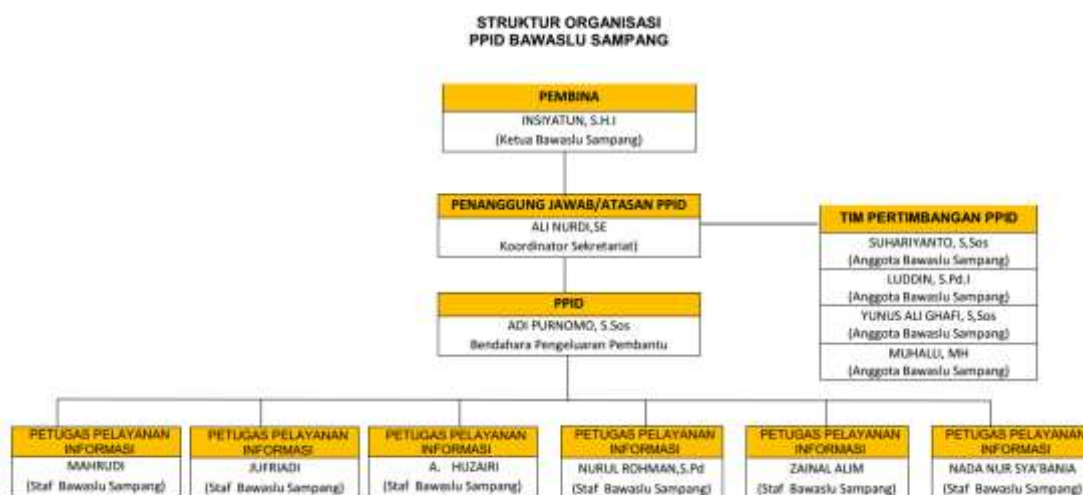 STRUKTUR ORGANISASI
PPID BAWASLU SAMPANG
PEMBINA
INSIYATUN, S.H.I
(Ketua Bawaslu Sampang)
PENANGGUNG JAWAB/ATASAN PPID
ALI NURDI,SE
Koordinator Sekretariat)
TIM PERTIMBANGAN PPID
SUHARIYANTO, S,Sos
(Anggota Bawaslu Sampang)
LUDDIN, S.Pd.I
(Anggota Bawaslu Sampang)
YUNUS ALI GHAFI, S,Sos
(Anggota Bawaslu Sampang)
MUHALLI, MH
(Anggota Bawaslu Sampang)
PPID
ADI PURNOMO, S.Sos
Bendahara Pengeluaran Pembantu
PETUGAS PELAYANAN
INFORMASI
MAHRUDI
(Staf Bawaslu Sampang)
PETUGAS PELAYANAN
INFORMASI
JUFRIADI
(Staf Bawaslu Sampang)
PETUGAS PELAYANAN
INFORMASI
A. HUZAIRI
(Staf Bawaslu Sampang)
PETUGAS PELAYANAN
INFORMASI
NURUL ROHMAN,S.Pd
(Staf Bawaslu Sampang)
PETUGAS PELAYANAN
INFORMASI
ZAINAL ALIM
(Staf Bawaslu Sampang)
PETUGAS PELAYANAN
INFORMASI
NADA NUR SYA'BANIA
(Staf Bawaslu Sampang)